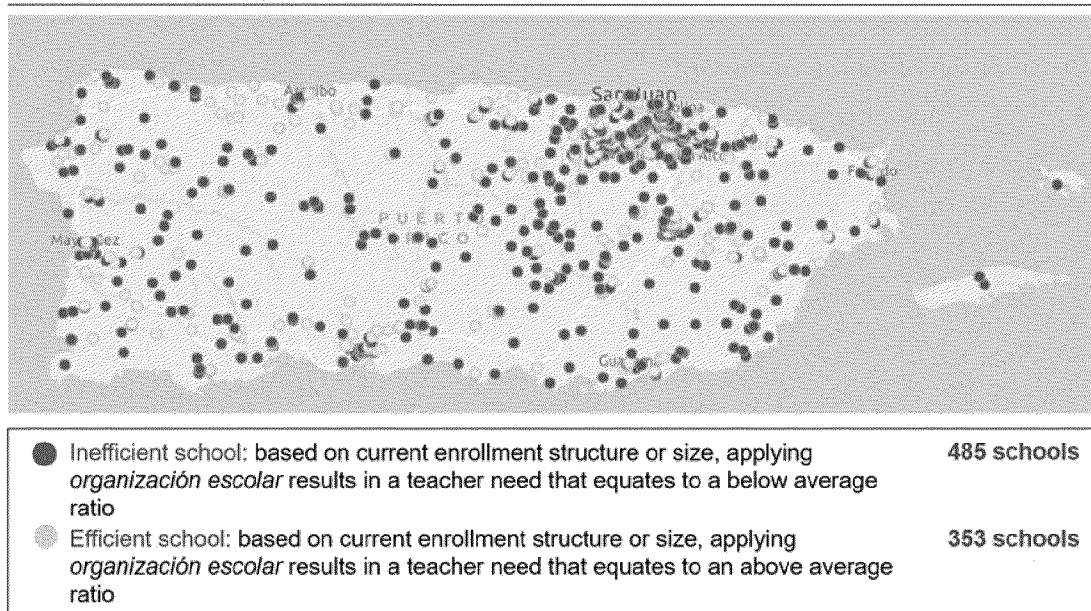 San Juan
PUERTO
RICO
Inefficient school: based on current enrollment structure or size, applying
organización escolar results in a teacher need that equates to a below average
ratio
485 schools
Efficient school: based on current enrollment structure or size, applying
organización escolar results in a teacher need that equates to an above average
ratio
353 schools